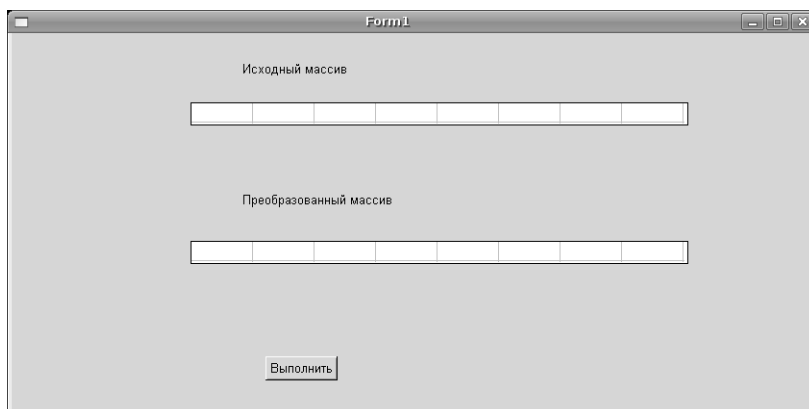 Form1
Исходный массив
Преобразованный массив
Выполнить